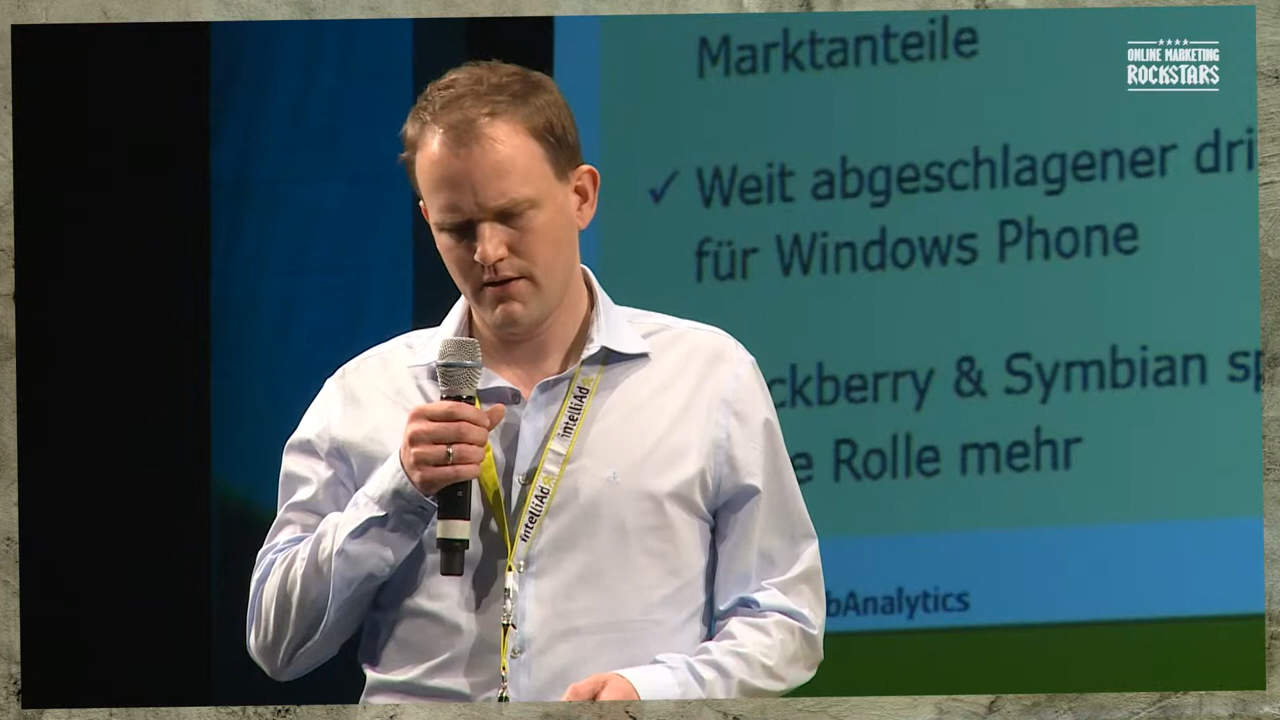 Marktanteile
ONLINE MARKETING
ROCKSTARS
✓ Weit abgeschlagener dri
für Windows Phone
ckberry & Symbian sp
e Rolle mehr
bAnalytics
intelliAd
intelliAd